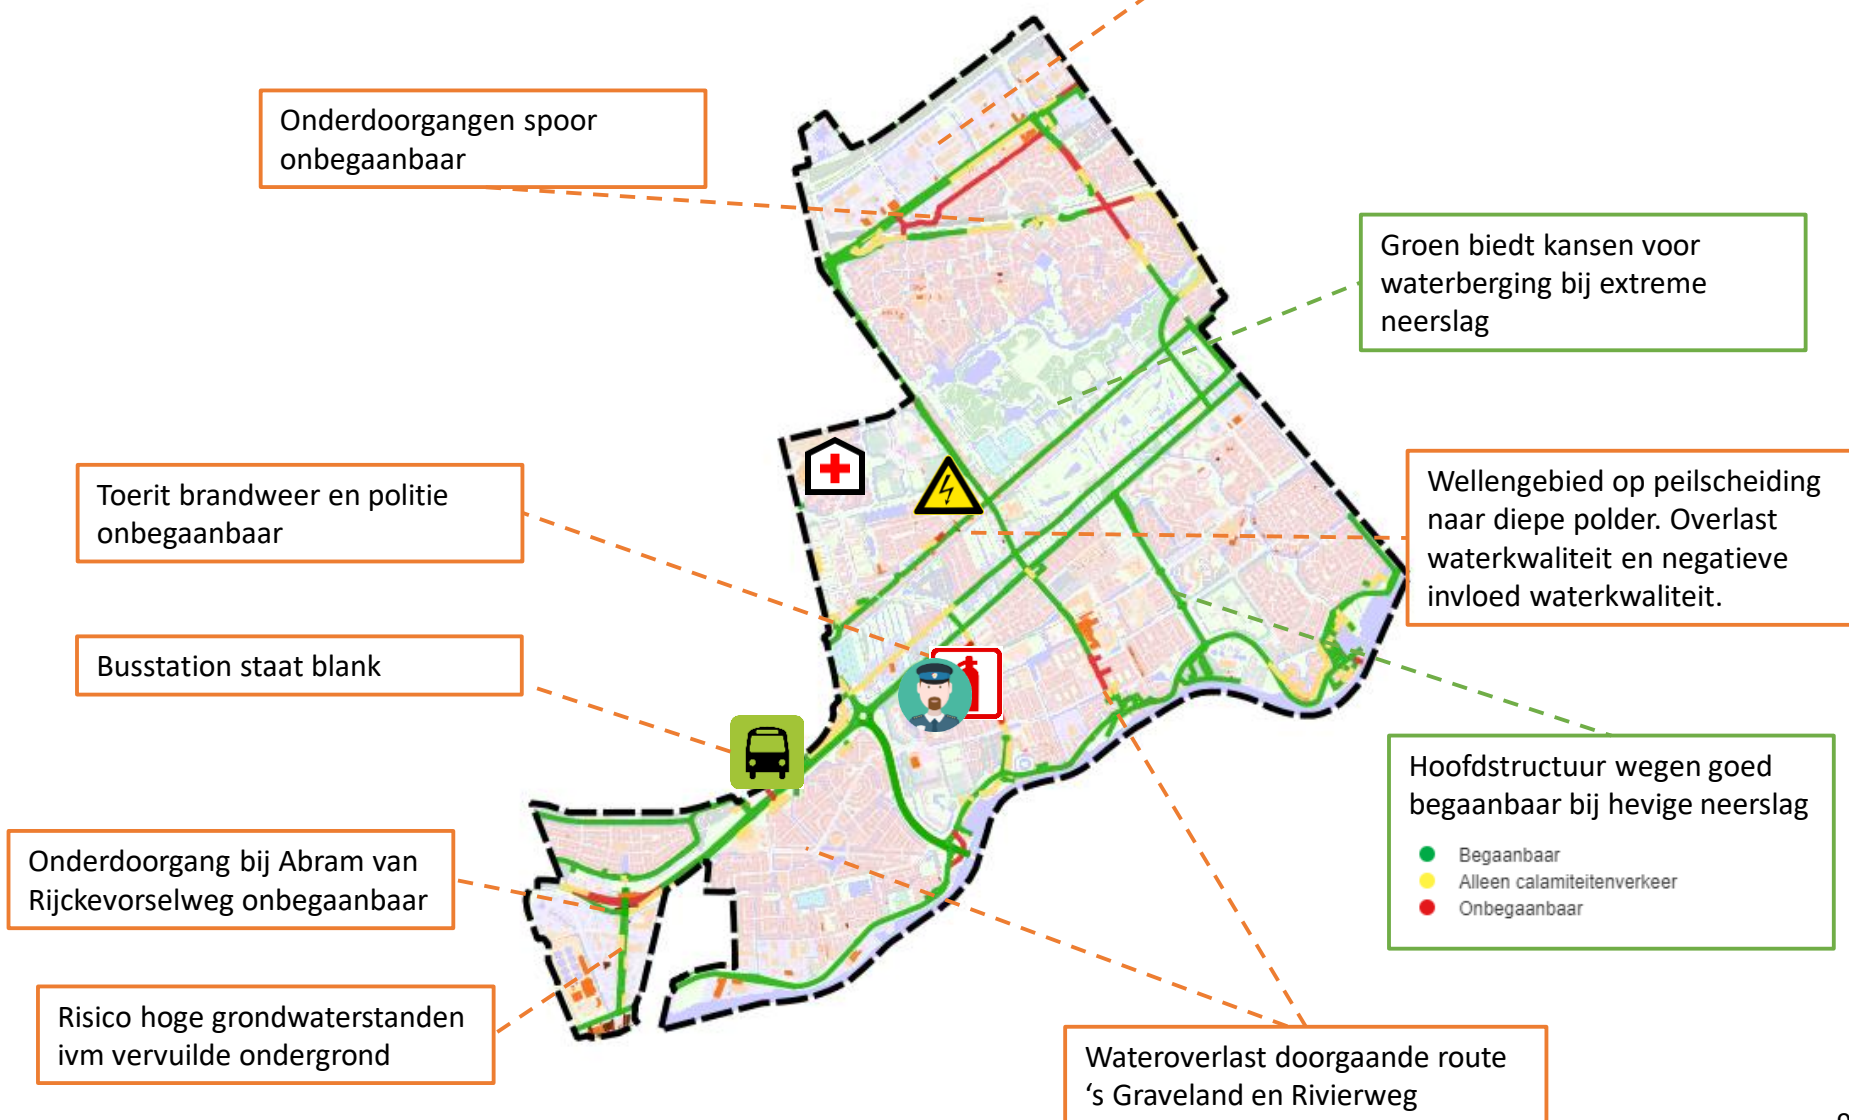 Onderdoorgangen spoor
onbegaanbaar
Groen biedt kansen voor
waterberging bij extreme
neerslag
Toerit brandweer en politie
onbegaanbaar
Wellengebied op peilscheiding
naar diepe polder. Overlast
waterkwaliteit en negatieve
invloed waterkwaliteit.
Busstation staat blank
Hoofdstructuur wegen goed
begaanbaar bij hevige neerslag
Begaanbaar
Alleen calamiteitenverkeer
Onbegaanbaar
Onderdoorgang bij Abram van
Rijckevorselweg onbegaanbaar
Risico hoge grondwaterstanden
ivm vervuilde ondergrond
Wateroverlast doorgaande route
‘s Graveland en Rivierweg